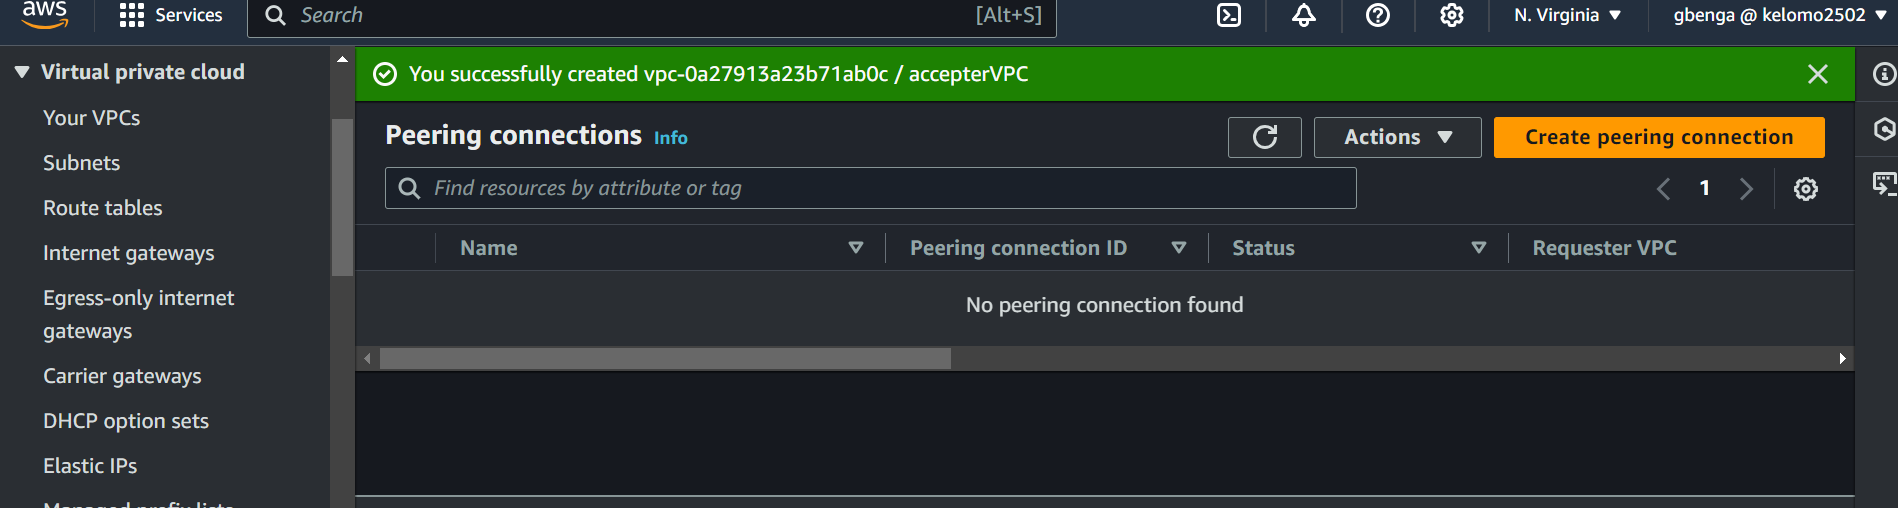 aws
Services
Search
[Alt+S]
N. Virginia
gbenga @ kelomo2502
Virtual private cloud
Your VPCs
Subnets
Route tables
Internet gateways
Egress-only internet
gateways
Carrier gateways
DHCP option sets
Elastic IPs
Managed prefix lists
You successfully created vpc-0a27913a23b71ab0c / accepterVPC
Peering connections Info
Actions
Create peering connection
Find resources by attribute or tag
1
Name
Peering connection ID
Status
Requester VPC
No peering connection found